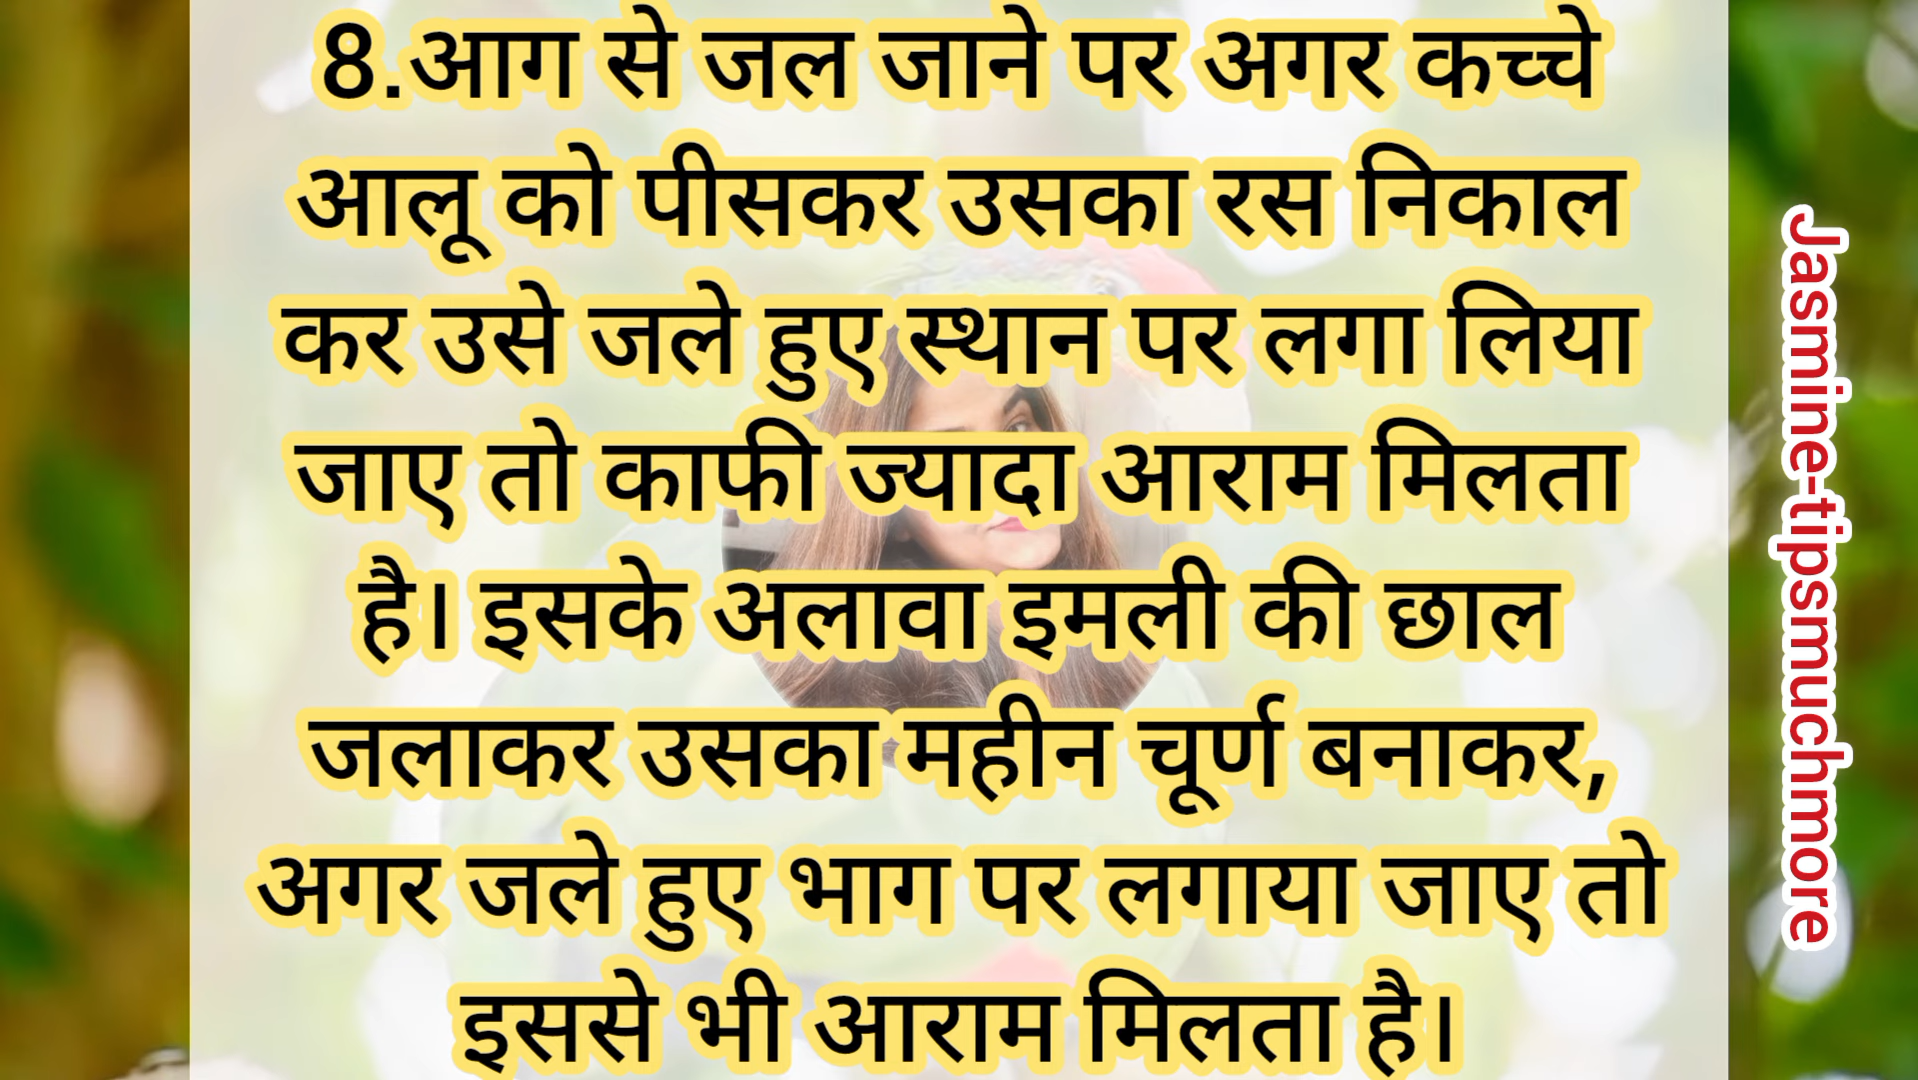 8.आग से जल जाने पर अगर कच्चे
आलू को पीसकर उसका रस निकाल
कर उसे जले हुए स्थान पर लगा लिया
जाए तो काफी ज्यादा आराम मिलता
है। इसके अलावा इमली की छाल
जलाकर उसका महीन चूर्ण बनाकर,
अगर जले हुए भाग पर लगाया जाए तो
इससे भी आराम मिलता है।
Jasmine-tipsmuchmore